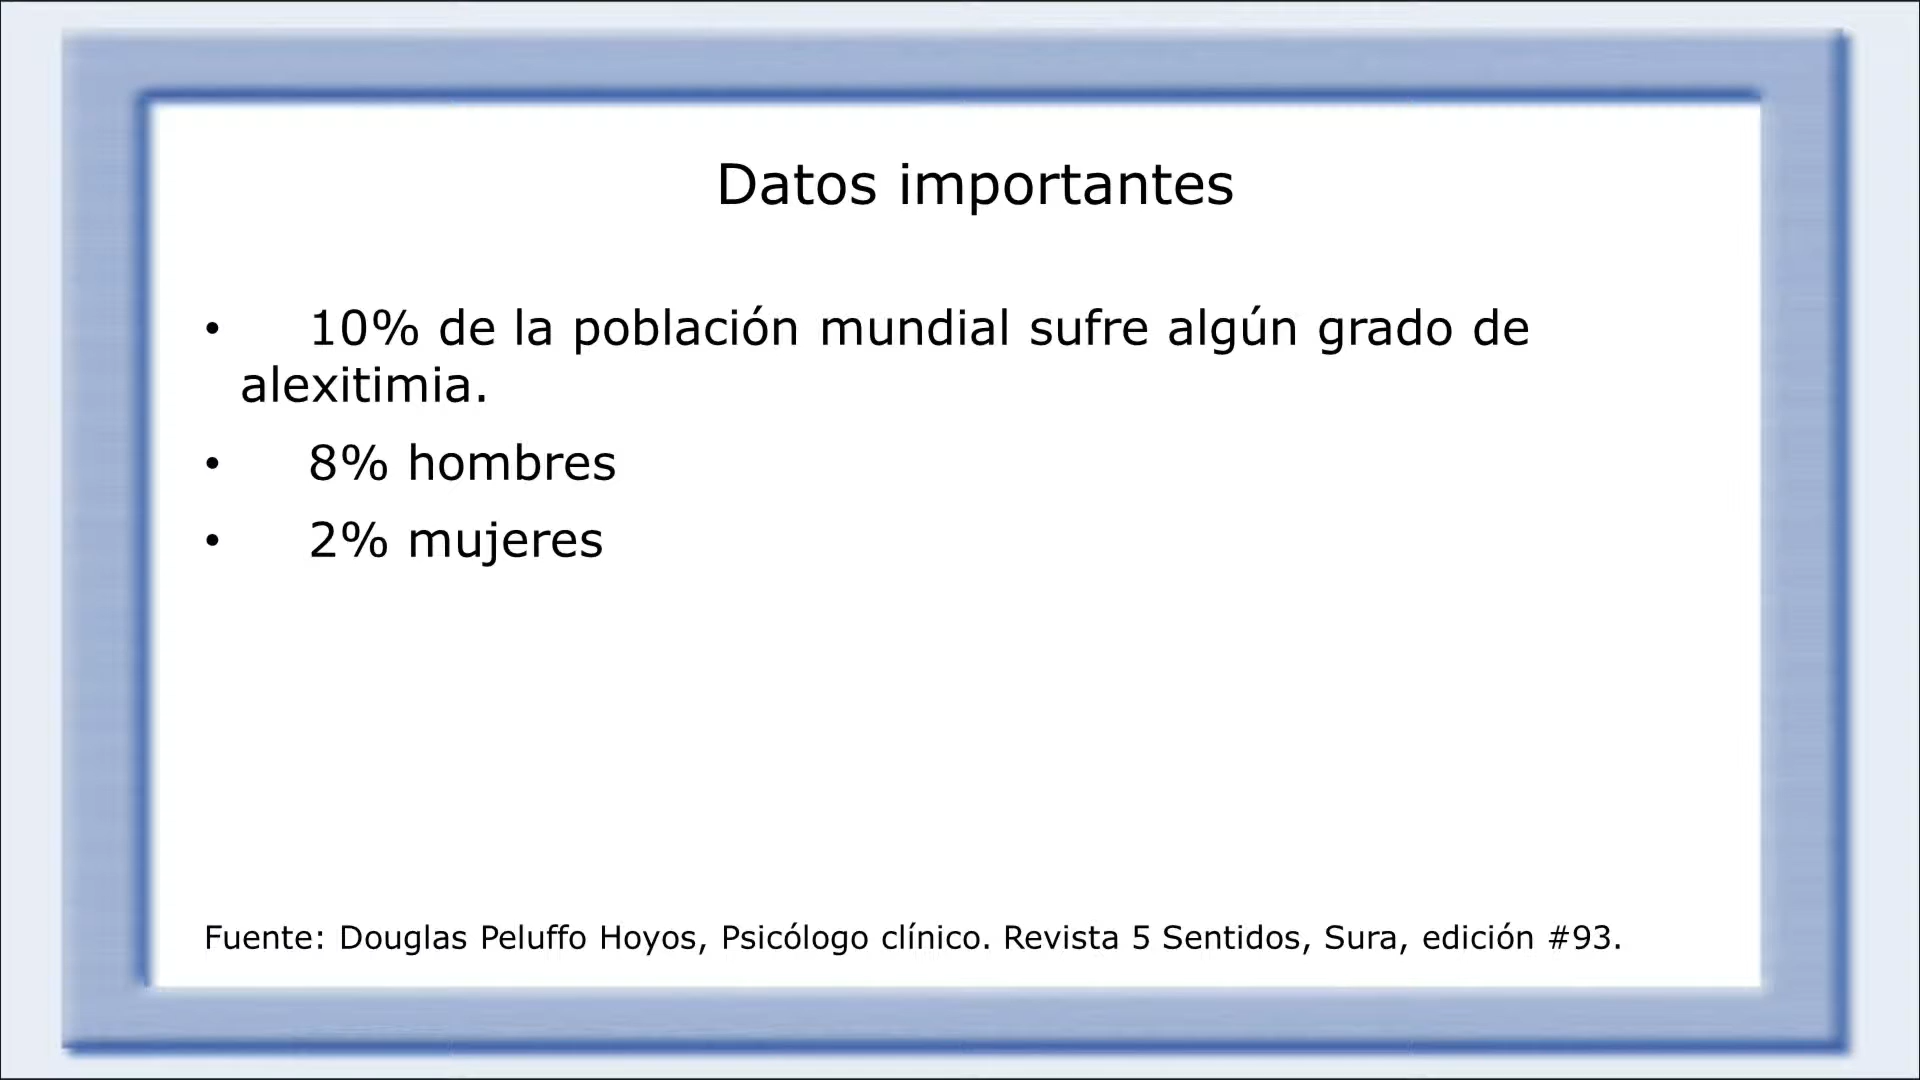 Datos importantes
• 10% de la población mundial sufre algún grado de
alexitimia.
• 8% hombres
• 2% mujeres
Fuente: Douglas Peluffo Hoyos, Psicólogo clínico. Revista 5 Sentidos, Sura, edición #93.